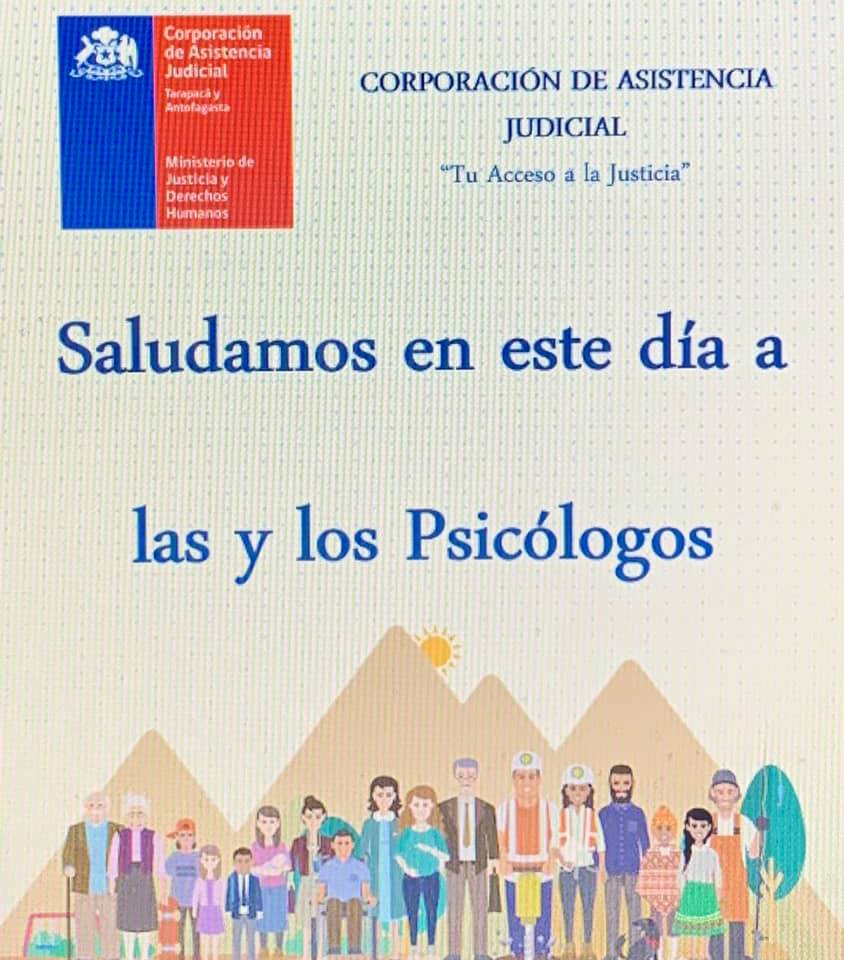 Corporación
de Asistencia
Judicial
Tarapacá y
Antofagasta
Ministerio de
Justicia y
Derechos
Humanos
CORPORACIÓN DE ASISTENCIA
JUDICIAL
“Tu Acceso a la Justicia”
Saludamos en este día a
las y los Psicólogos